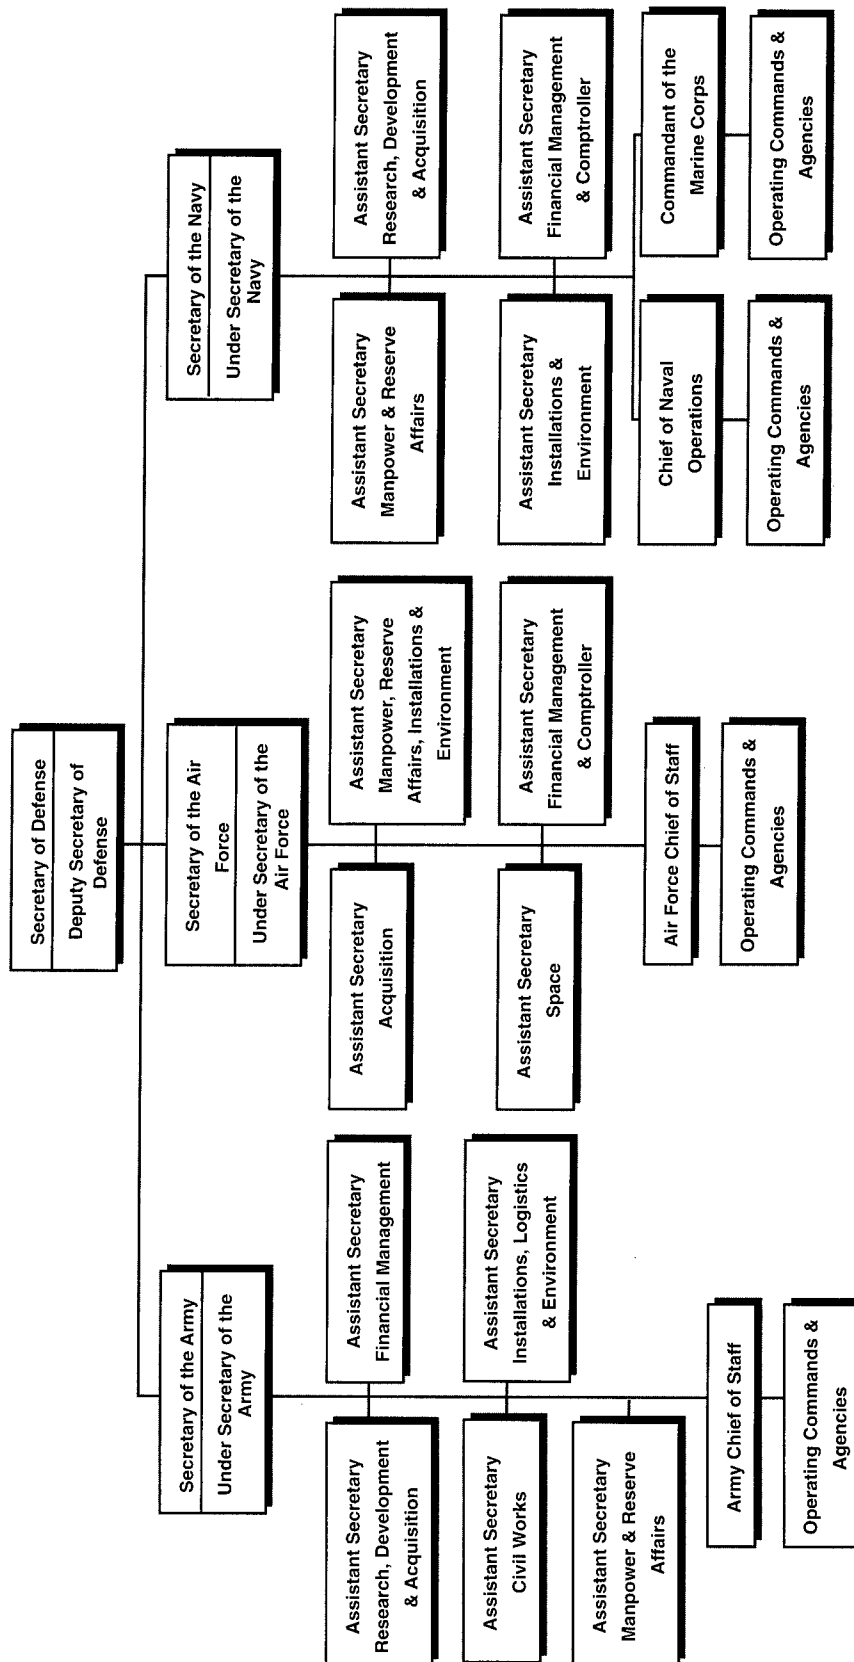 Secretary of Defense
Deputy Secretary of
Defense
Secretary of the Army
Under Secretary of the
Army
Assistant Secretary
Research, Development
& Acquisition
Assistant Secretary
Financial Management
Assistant Secretary
Civil Works
Assistant Secretary
Installations, Logistics
& Environment
Assistant Secretary
Manpower & Reserve
Affairs
Army Chief of Staff
Operating Commands &
Agencies
Secretary of the Air
Force
Under Secretary of the
Air Force
Assistant Secretary
Acquisition
Assistant Secretary
Manpower, Reserve
Affairs, Installations &
Environment
Assistant Secretary
Space
Assistant Secretary
Financial Management
& Comptroller
Air Force Chief of Staff
Operating Commands &
Agencies
Secretary of the Navy
Under Secretary of the
Navy
Assistant Secretary
Manpower & Reserve
Affairs
Assistant Secretary
Research, Development
& Acquisition
Assistant Secretary
Installations &
Environment
Assistant Secretary
Financial Management
& Comptroller
Chief of Naval
Operations
Operating Commands &
Agencies
Commandant of the
Marine Corps
Operating Commands &
Agencies